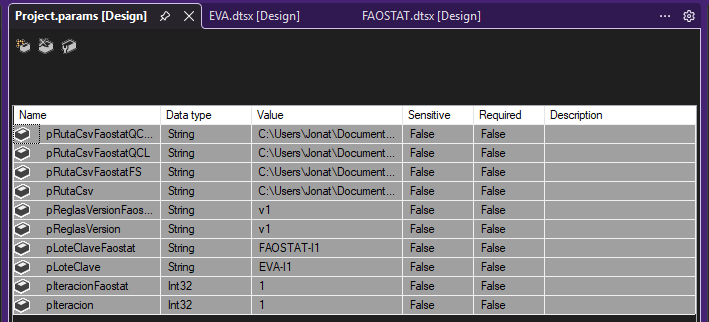 Project.params [Design] EVA.dtsx [Design] FAOSTAT.dtsx [Design]
Name Data type Value Sensitive Required Description
pRutaCsvFaostatQC... String C:\Users\Jonat\Document... False False
pRutaCsvFaostatQCL String C:\Users\Jonat\Document... False False
pRutaCsvFaostatFS String C:\Users\Jonat\Document... False False
pRutaCsv String C:\Users\Jonat\Document... False False
pReglasVersionFaos... String v1 False False
pReglasVersion String v1 False False
pLoteClaveFaostat String FAOSTAT-I1 False False
pLoteClave String EVA-I1 False False
pIteracionFaostat Int32 1 False False
pIteracion Int32 1 False False